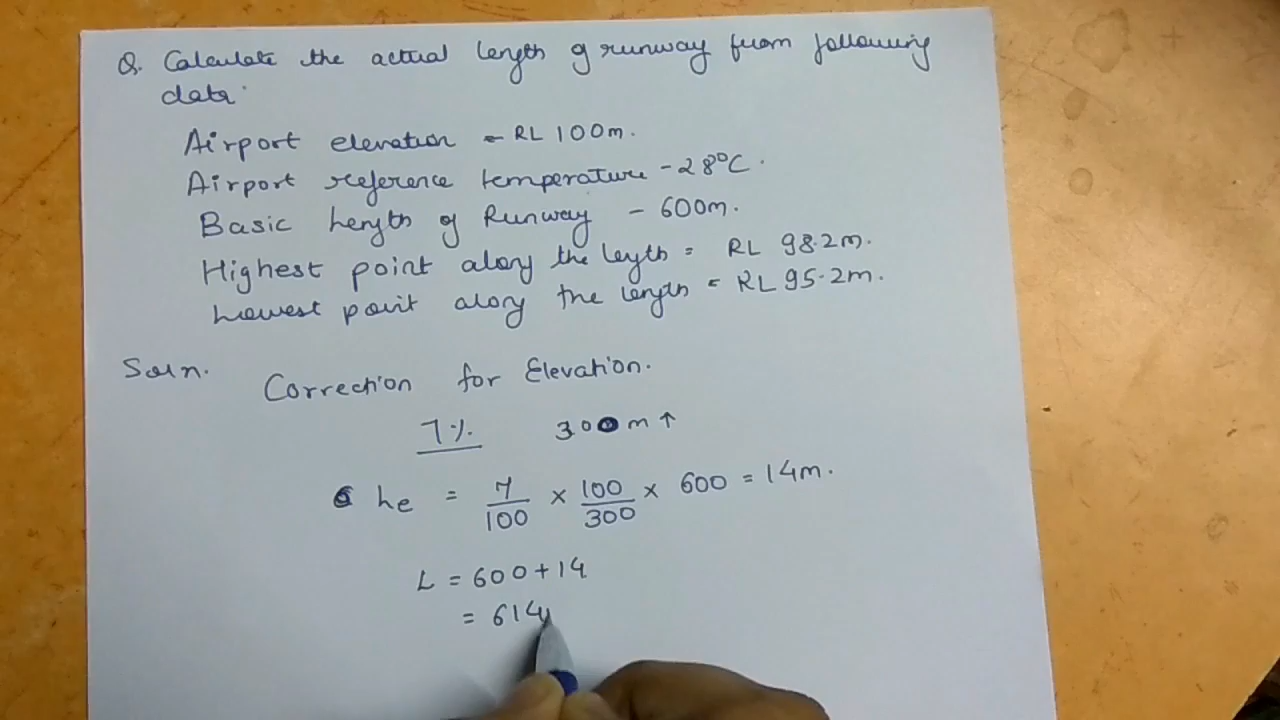 Q. Calculate the actual length of runway from following
data.
Airport elevation - RL 100m.
Airport reference temperature - 28°C.
Basic Length of Runway - 600m.
Highest point along the length = RL 98.2m.
Lowest point along the length = RL 95.2m.
Soln.
Correction for Elevation.
7% 300m ↑
he = 7/100 × 100/300 × 600 = 14m.
L = 600 + 14
= 614